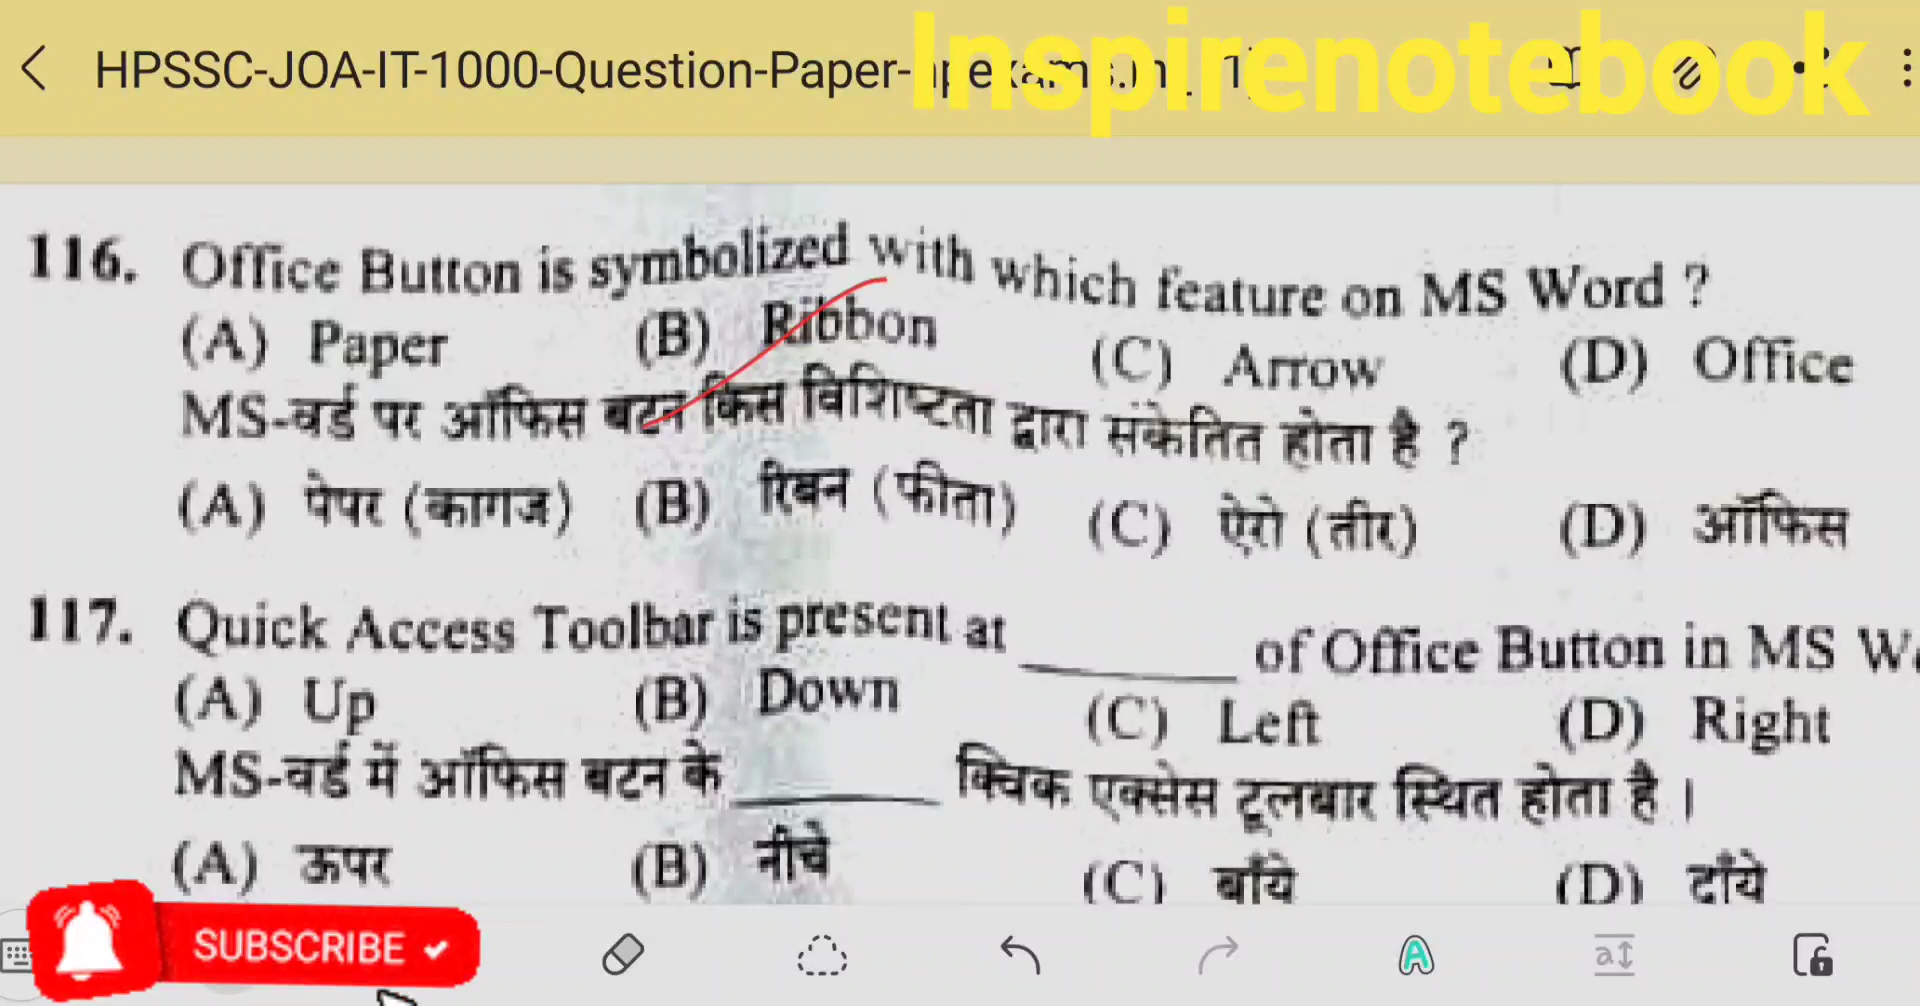 HPSSC-JOA-IT-1000-Question-Paper-
Inspirenotebook
116. Office Button is symbolized with which feature on MS Word ?
(A) Paper (B) Ribbon (C) Arrow (D) Office
MS-वर्ड पर ऑफिस बटन किस विशिष्टता द्वारा संकेतित होता है ?
(A) पेपर (कागज) (B) रिबन (फीता) (C) ऐरो (तीर) (D) ऑफिस
117. Quick Access Toolbar is present at ________ of Office Button in MS
(A) Up (B) Down (C) Left (D) Right
MS-वर्ड में ऑफिस बटन के ________ क्विक एक्सेस टूलबार स्थित होता है ।
(A) ऊपर (B) नीचे (C) बाँये (D) दाँये
SUBSCRIBE